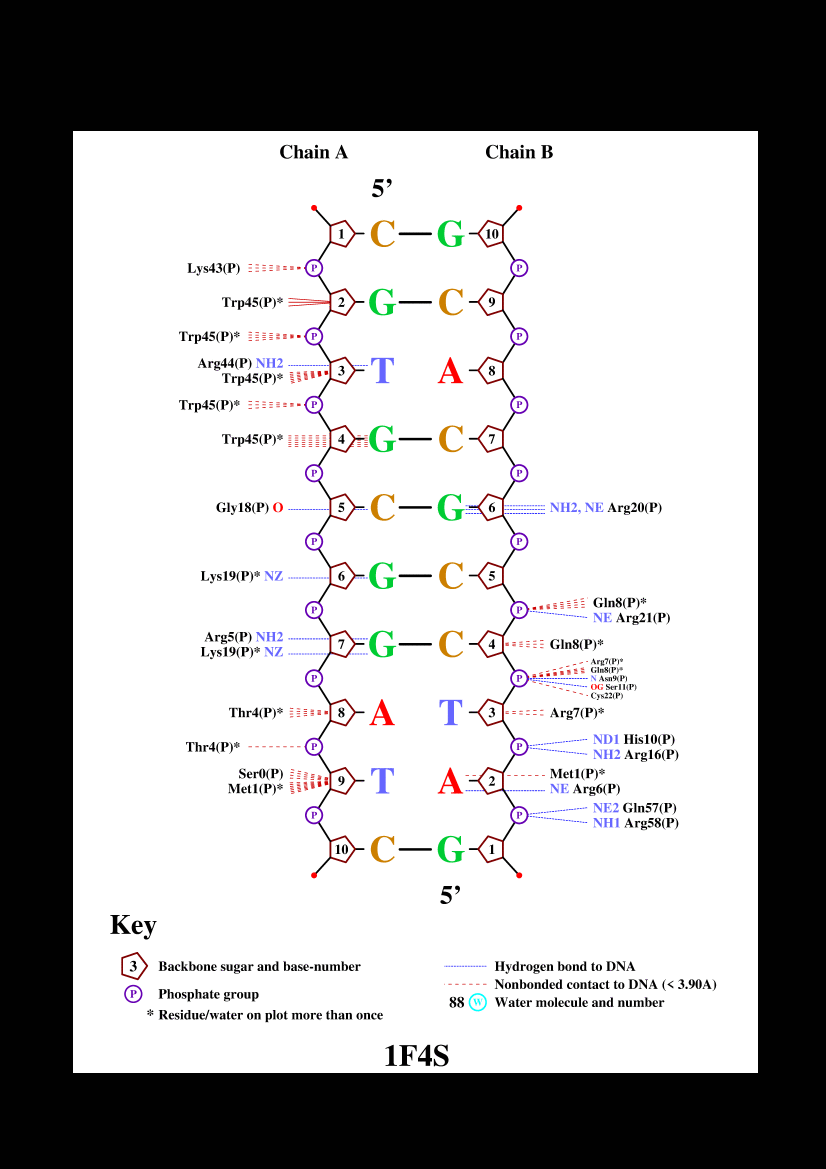 Chain A Chain B
5’
1 C G 10
Lys43(P) P P
Trp45(P)* 2 G C 9
Trp45(P)* P P
Arg44(P) NH2
Trp45(P)* 3 T A 8
Trp45(P)* P P
Trp45(P)* 4 G C 7
P P
Gly18(P) O 5 C G 6 NH2, NE Arg20(P)
P P
Lys19(P)* NZ 6 G C 5
P P Gln8(P)*
NE Arg21(P)
Arg5(P) NH2
Lys19(P)* NZ 7 G C 4 Gln8(P)*
P P Arg7(P)*
Gln8(P)*
N Asn9(P)
OG Ser11(P)
Cys22(P)
Thr4(P)* 8 A T 3 Arg7(P)*
Thr4(P)* P P ND1 His10(P)
NH2 Arg16(P)
Ser0(P) Met1(P)*
Met1(P)* 9 T A 2 NE Arg6(P)
P P NE2 Gln57(P)
NH1 Arg58(P)
10 C G 1
5’
Key
3 Backbone sugar and base-number
P Phosphate group
* Residue/water on plot more than once
Hydrogen bond to DNA
Nonbonded contact to DNA (< 3.90A)
88 W Water molecule and number
1F4S